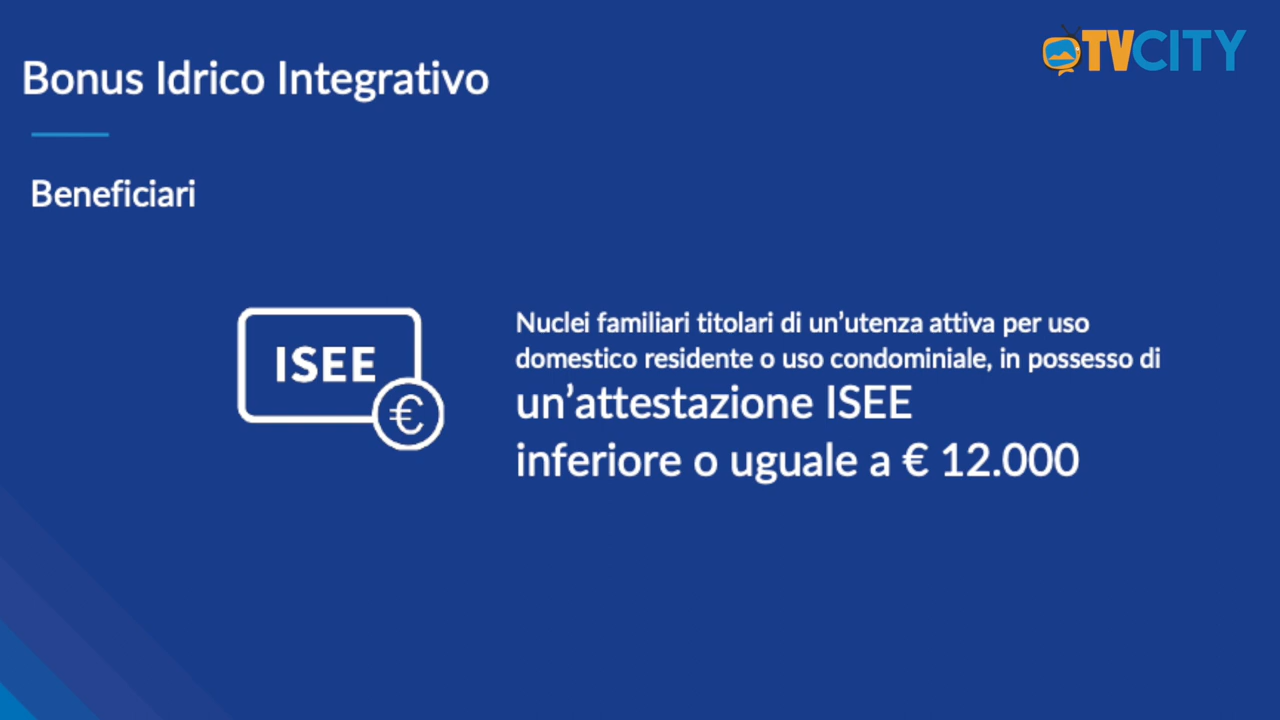 TVCITY
Bonus Idrico Integrativo
Beneficiari
ISEE
€
Nuclei familiari titolari di un'utenza attiva per uso
domestico residente o uso condominiale, in possesso di
un'attestazione ISEE
inferiore o uguale a € 12.000